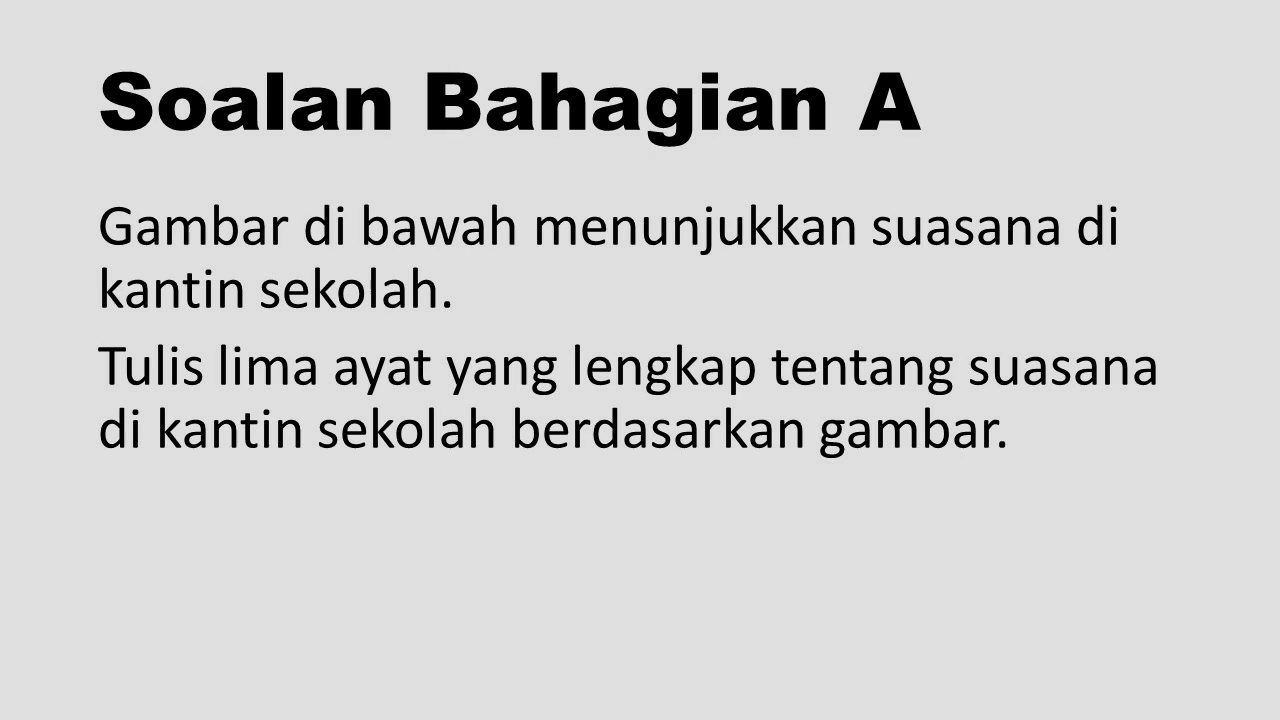 Soalan Bahagian A
Gambar di bawah menunjukkan suasana di
kantin sekolah.
Tulis lima ayat yang lengkap tentang suasana
di kantin sekolah berdasarkan gambar.